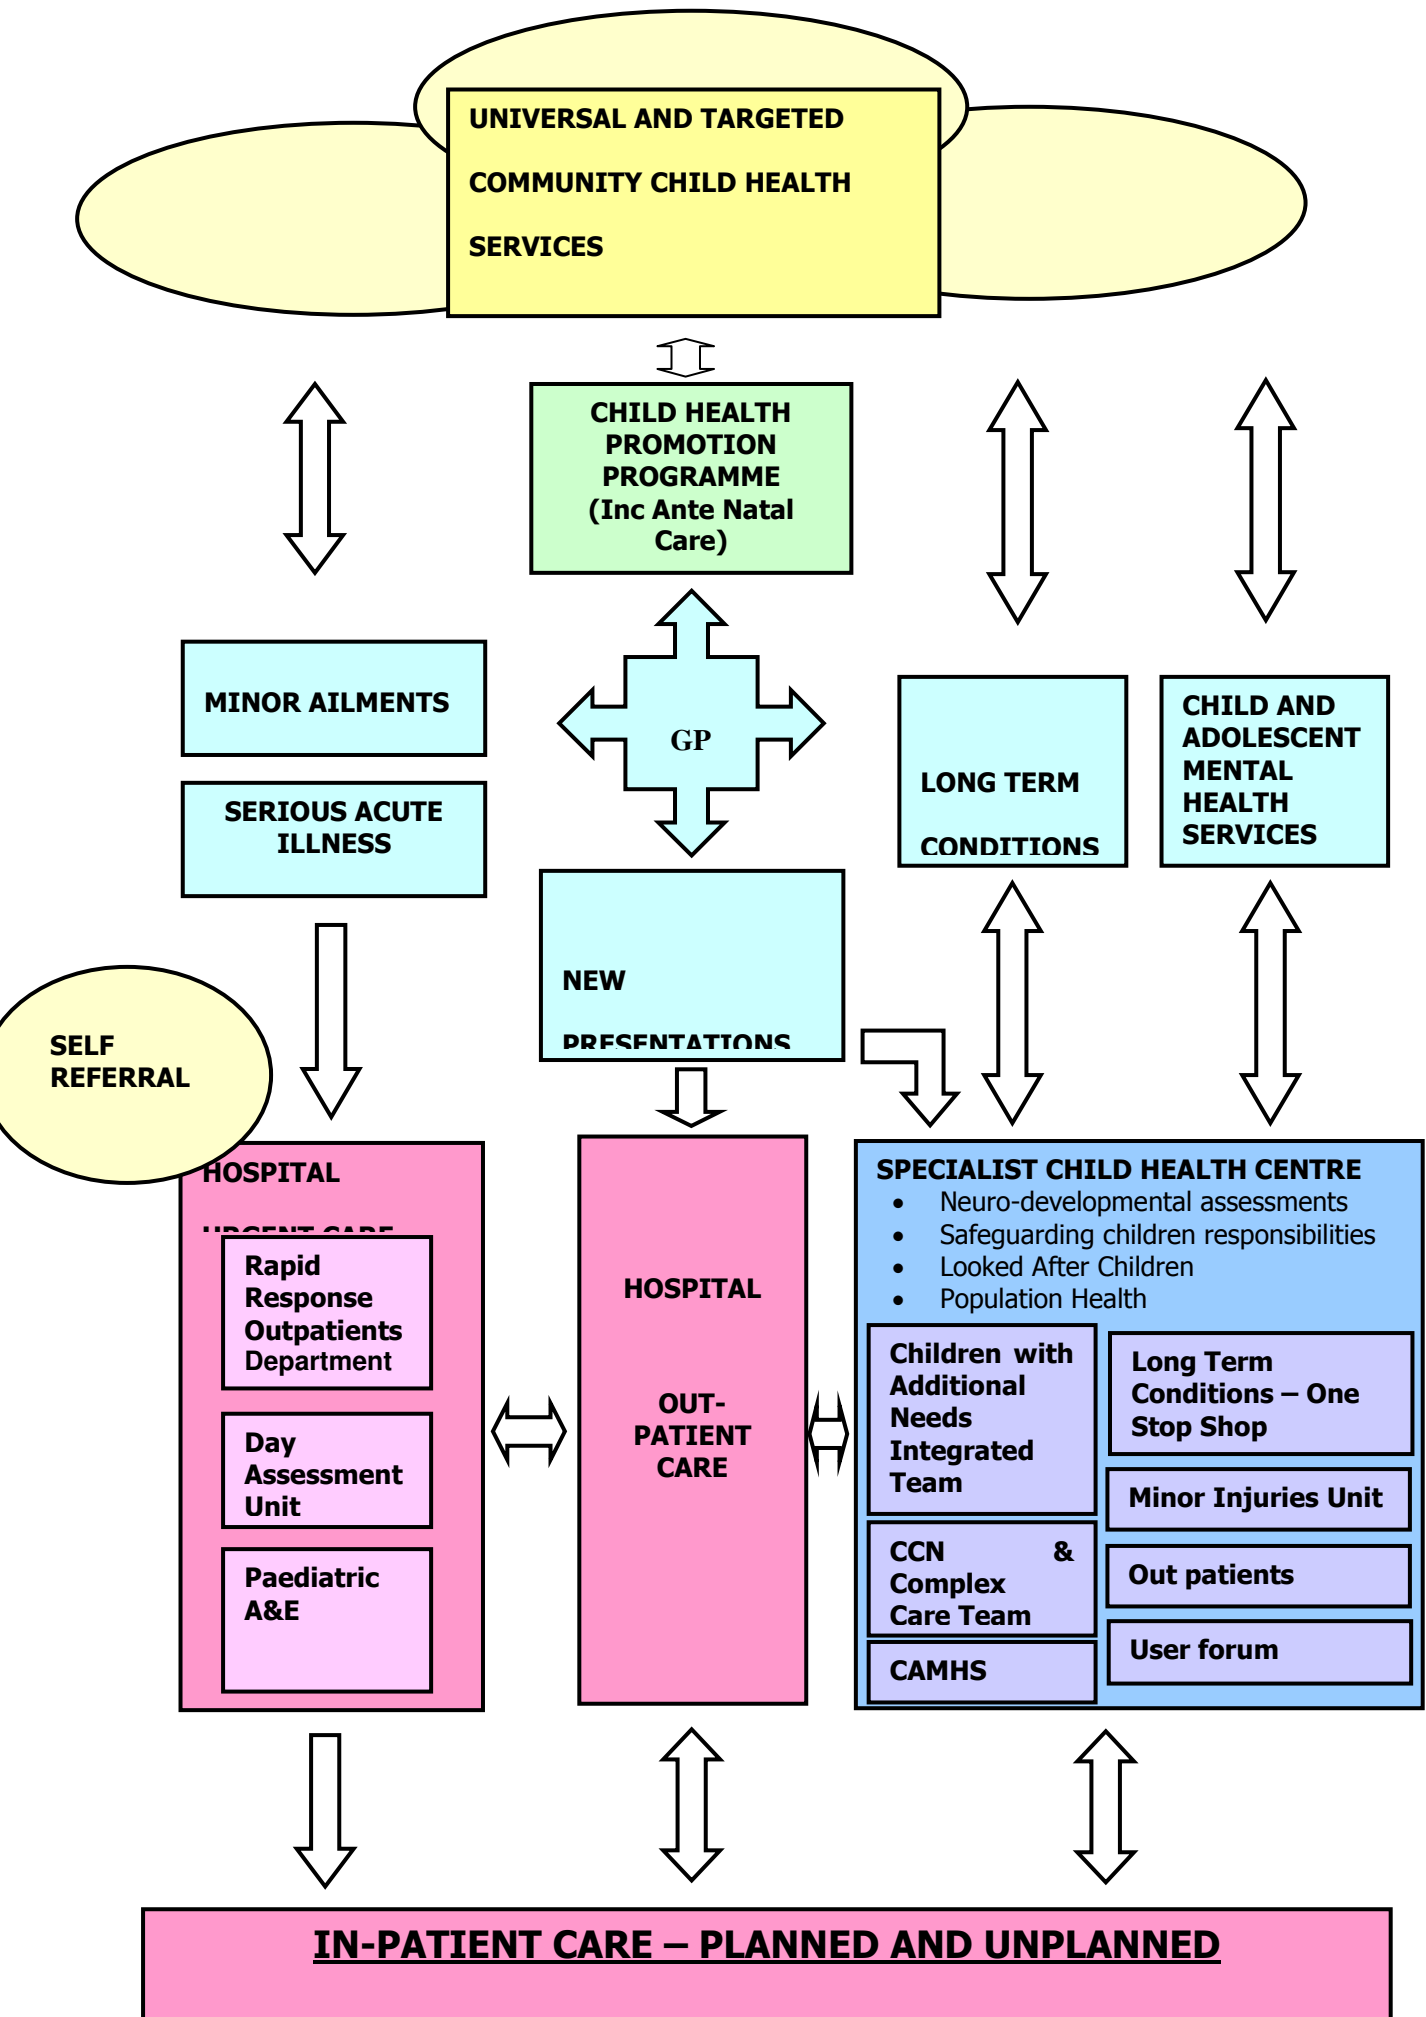 UNIVERSAL AND TARGETED
COMMUNITY CHILD HEALTH
SERVICES
CHILD HEALTH
PROMOTION
PROGRAMME
(Inc Ante Natal
Care)
MINOR AILMENTS
SERIOUS ACUTE
ILLNESS
GP
LONG TERM
CONDITIONS
CHILD AND
ADOLESCENT
MENTAL
HEALTH
SERVICES
NEW
PRESENTATIONS
SELF
REFERRAL
HOSPITAL
URGENT CARE
Rapid
Response
Outpatients
Department
Day
Assessment
Unit
Paediatric
A&E
HOSPITAL
OUT-
PATIENT
CARE
SPECIALIST CHILD HEALTH CENTRE
• Neuro-developmental assessments
• Safeguarding children responsibilities
• Looked After Children
• Population Health
Children with
Additional
Needs
Integrated
Team
CCN &
Complex
Care Team
CAMHS
Long Term
Conditions – One
Stop Shop
Minor Injuries Unit
Out patients
User forum
IN-PATIENT CARE – PLANNED AND UNPLANNED